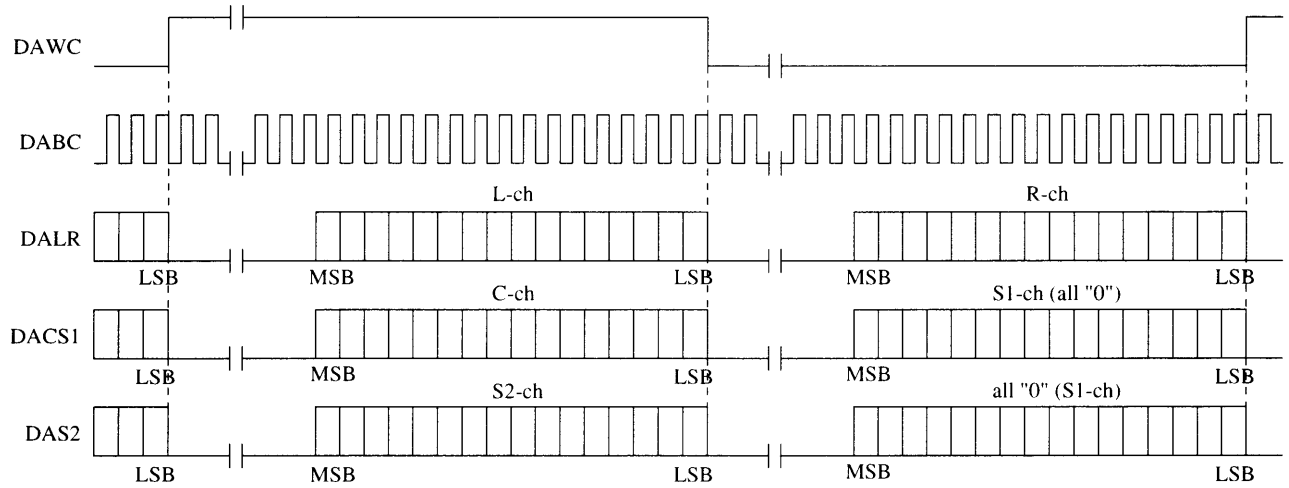 DAWC
DABC
L-ch R-ch
DALR
LSB MSB LSB MSB LSB
C-ch S1-ch (all "0")
DACS1
LSB MSB LSB MSB LSB
S2-ch all "0" (S1-ch)
DAS2
LSB MSB LSB MSB LSB